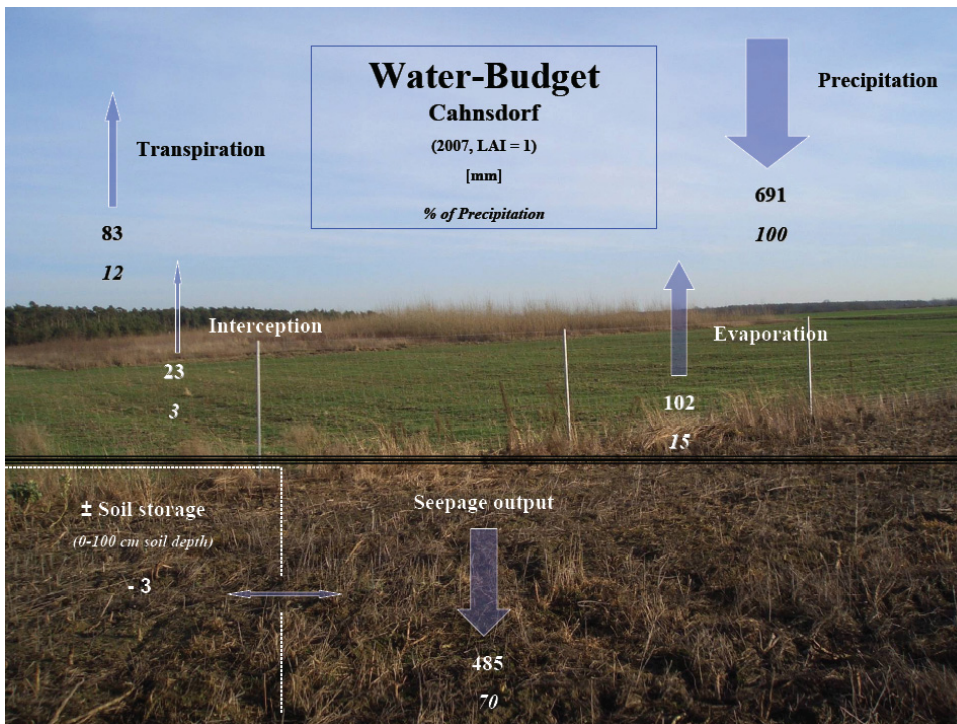 Water-Budget
Cahnsdorf
(2007, LAI = 1)
[mm]
% of Precipitation
Precipitation
691
100
Transpiration
83
12
Interception
23
3
Evaporation
102
15
± Soil storage
(0-100 cm soil depth)
- 3
Seepage output
485
70